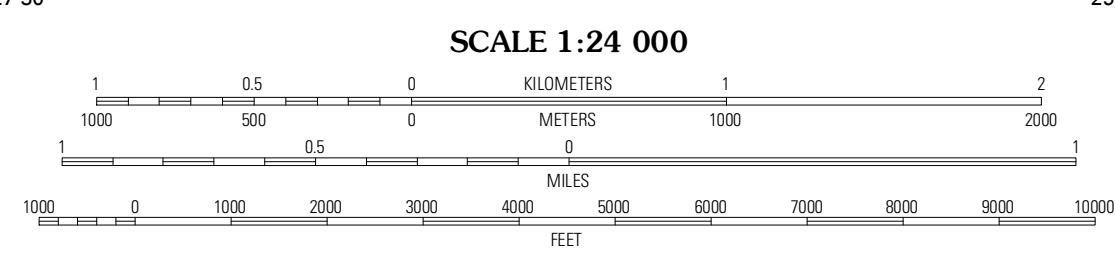 SCALE 1:24 000
1 0.5 0 KILOMETERS 1 2
1000 500 0 METERS 1000 2000
1 0.5 0 1
MILES
1000 0 1000 2000 3000 4000 5000 6000 7000 8000 9000 10000
FEET